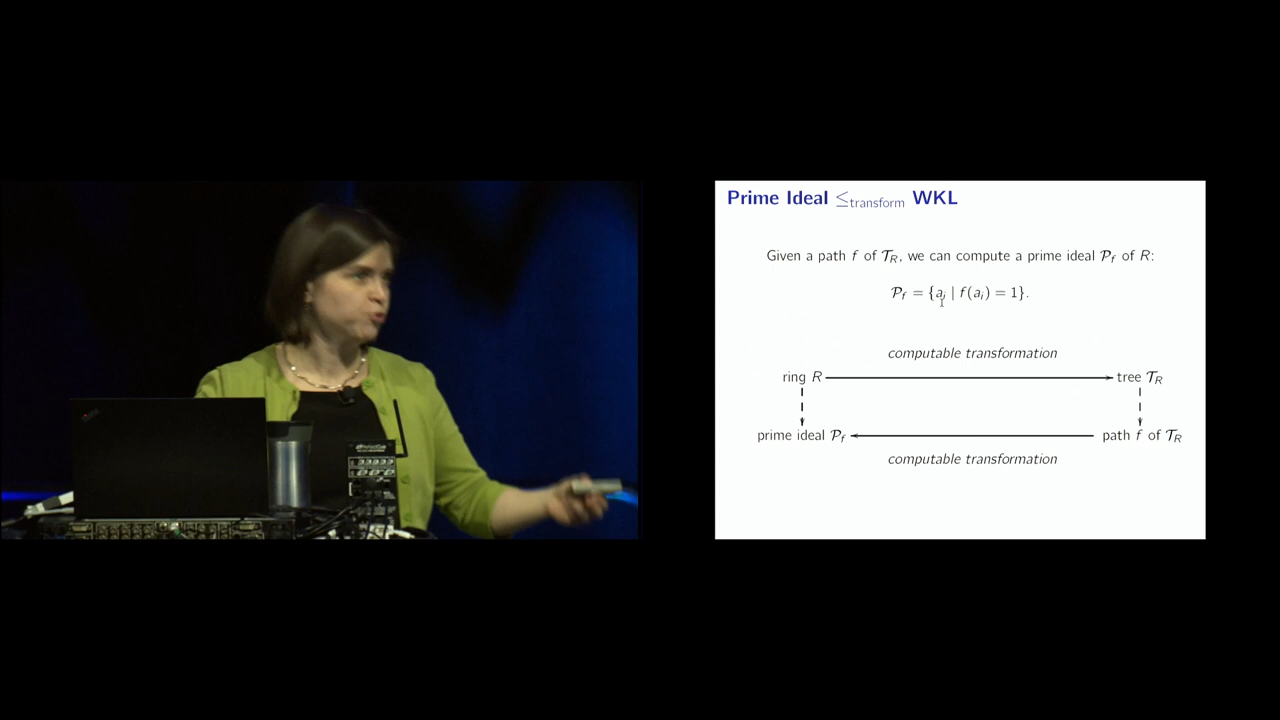 Prime Ideal ≤transform WKL
Given a path f of 𝒯_R, we can compute a prime ideal 𝒫_f of R:
𝒫_f = {a_i | f(a_i) = 1}.
computable transformation
ring R
tree 𝒯_R
prime ideal 𝒫_f
path f of 𝒯_R
computable transformation